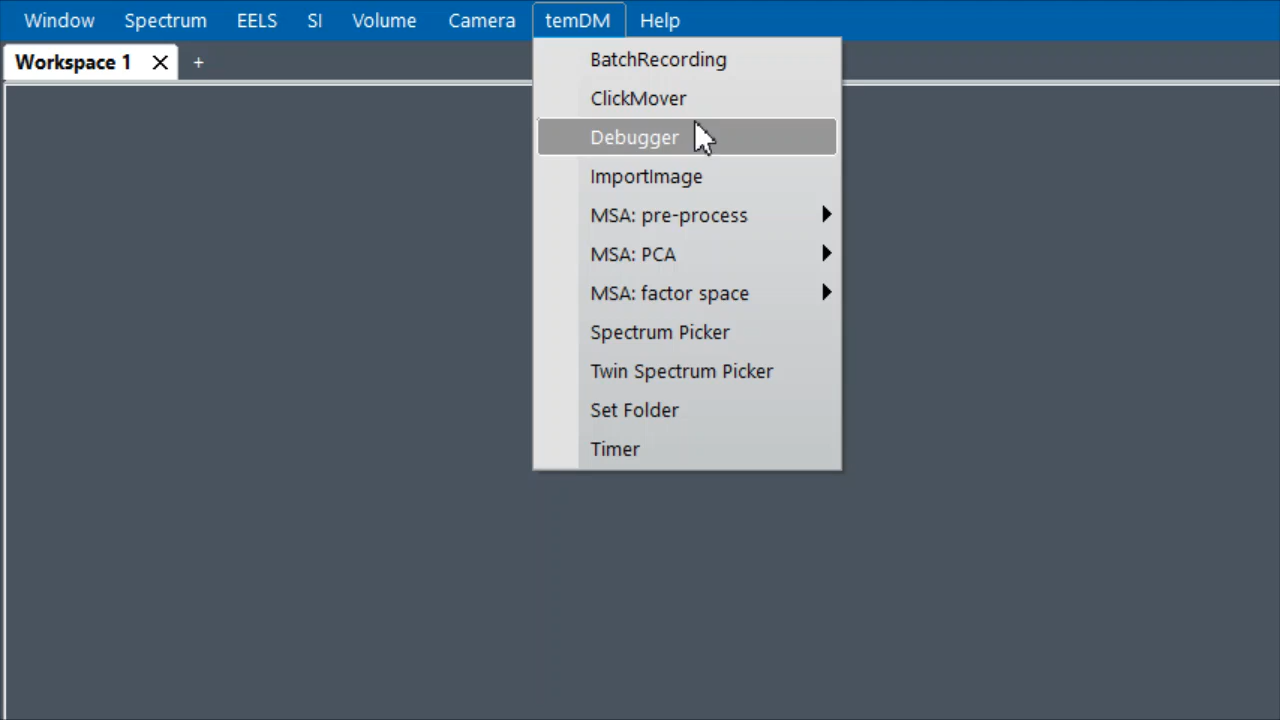 Window Spectrum EELS SI Volume Camera temDM Help
Workspace 1
BatchRecording
ClickMover
Debugger
ImportImage
MSA: pre-process
MSA: PCA
MSA: factor space
Spectrum Picker
Twin Spectrum Picker
Set Folder
Timer